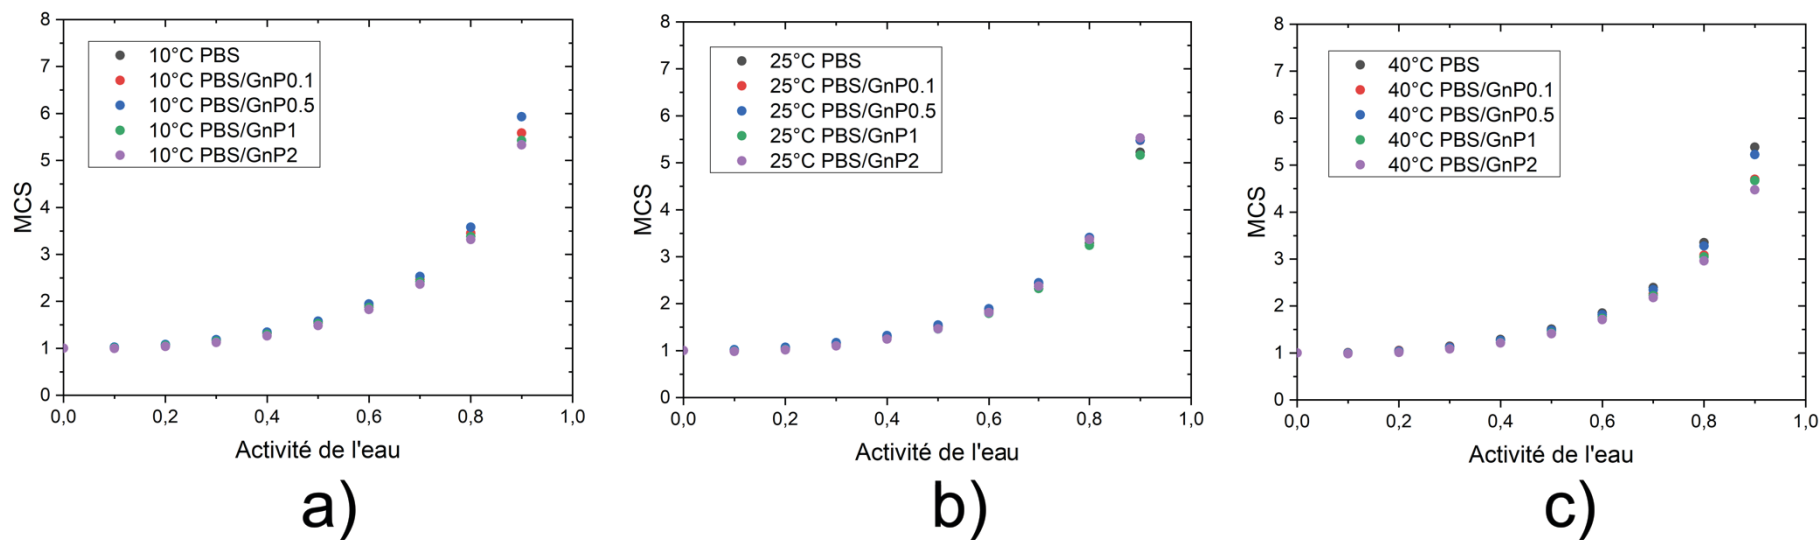 8
7
6
5
4
3
2
1
0
MCS
10°C PBS
10°C PBS/GnP0.1
10°C PBS/GnP0.5
10°C PBS/GnP1
10°C PBS/GnP2
0,0 0,2 0,4 0,6 0,8 1,0
Activité de l'eau
a)
8
7
6
5
4
3
2
1
0
MCS
25°C PBS
25°C PBS/GnP0.1
25°C PBS/GnP0.5
25°C PBS/GnP1
25°C PBS/GnP2
0,0 0,2 0,4 0,6 0,8 1,0
Activité de l'eau
b)
8
7
6
5
4
3
2
1
0
MCS
40°C PBS
40°C PBS/GnP0.1
40°C PBS/GnP0.5
40°C PBS/GnP1
40°C PBS/GnP2
0,0 0,2 0,4 0,6 0,8 1,0
Activité de l'eau
c)